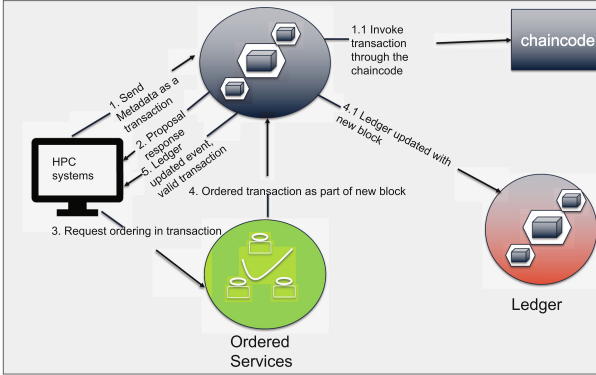 1.1 Invoke
transaction
through the
chaincode
chaincode
1. Send
Metadata as a
transaction
2. Proposal
response
5. Ledger
updated event,
valid transaction
4.1 Ledger updated with
new block
HPC
systems
4. Ordered transaction as part of new block
3. Request ordering in transaction
Ledger
Ordered
Services